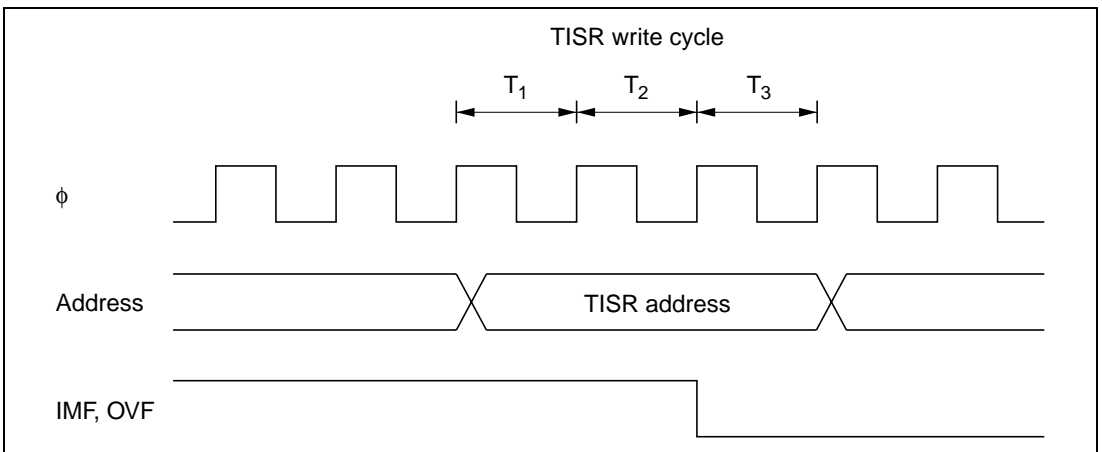 TISR write cycle
T1 T2 T3
φ
Address TISR address
IMF, OVF